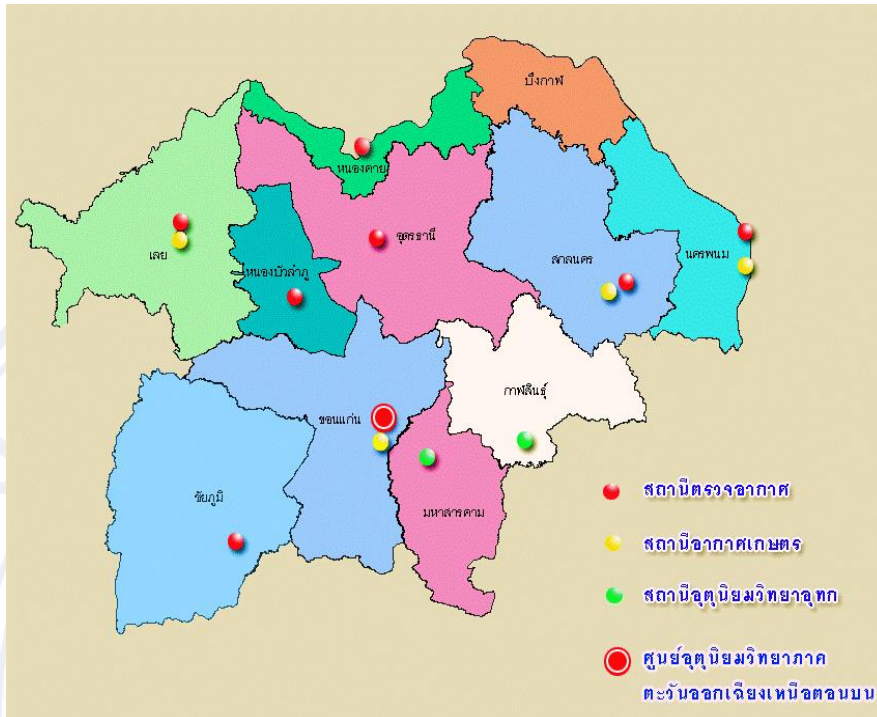 บึงกาฬ
หนองคาย
อุดรธานี
เลย
หนองบัวลำภู
สกลนคร
นครพนม
กาฬสินธุ์
ขอนแก่น
ชัยภูมิ
มหาสารคาม
สถานีตรวจอากาศ
สถานีอากาศเกษตร
สถานีอุตุนิยมวิทยาอุทก
ศูนย์อุตุนิยมวิทยาภาค
ตะวันออกเฉียงเหนือตอนบน